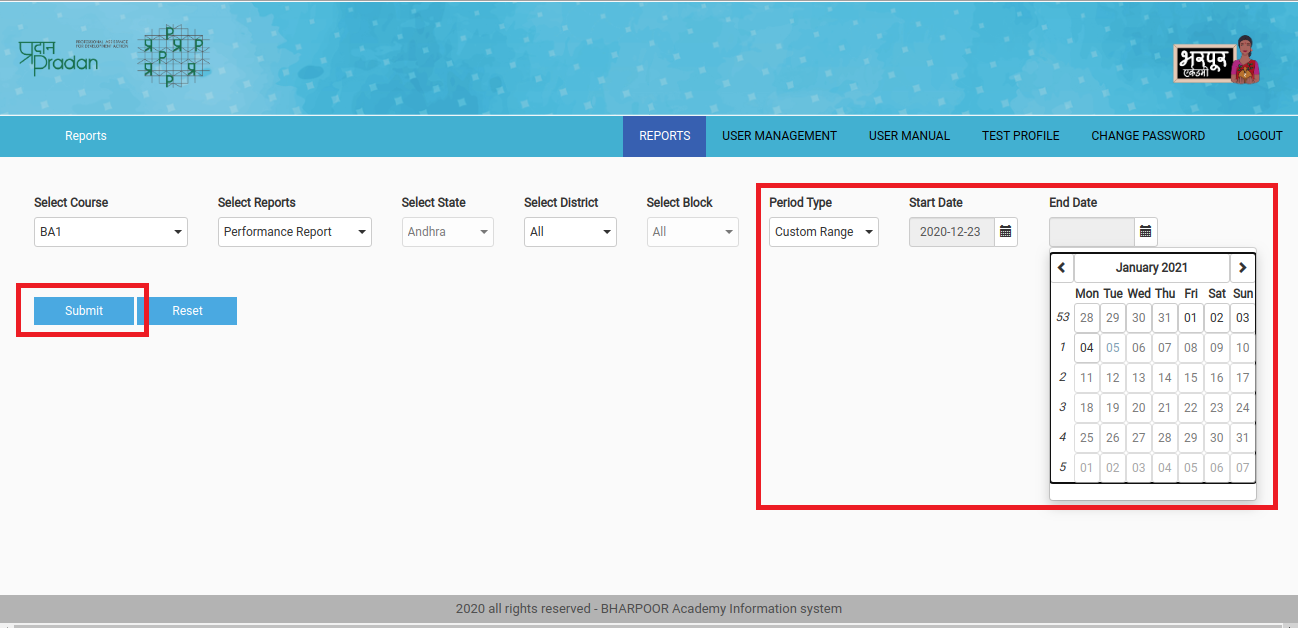 प्रदान
Pradan
PROFESSIONAL ASSISTANCE
FOR DEVELOPMENT ACTION
P
प्र P प्र P
प्र P प्र
P
भरपूर
एकेडमी
Reports
REPORTS USER MANAGEMENT USER MANUAL TEST PROFILE CHANGE PASSWORD LOGOUT
Select Course Select Reports Select State Select District Select Block Period Type Start Date End Date
BA1 Performance Report Andhra All All Custom Range 2020-12-23
January 2021
Mon Tue Wed Thu Fri Sat Sun
53 28 29 30 31 01 02 03
1 04 05 06 07 08 09 10
2 11 12 13 14 15 16 17
3 18 19 20 21 22 23 24
4 25 26 27 28 29 30 31
5 01 02 03 04 05 06 07
Submit Reset
2020 all rights reserved - BHARPOOR Academy Information system